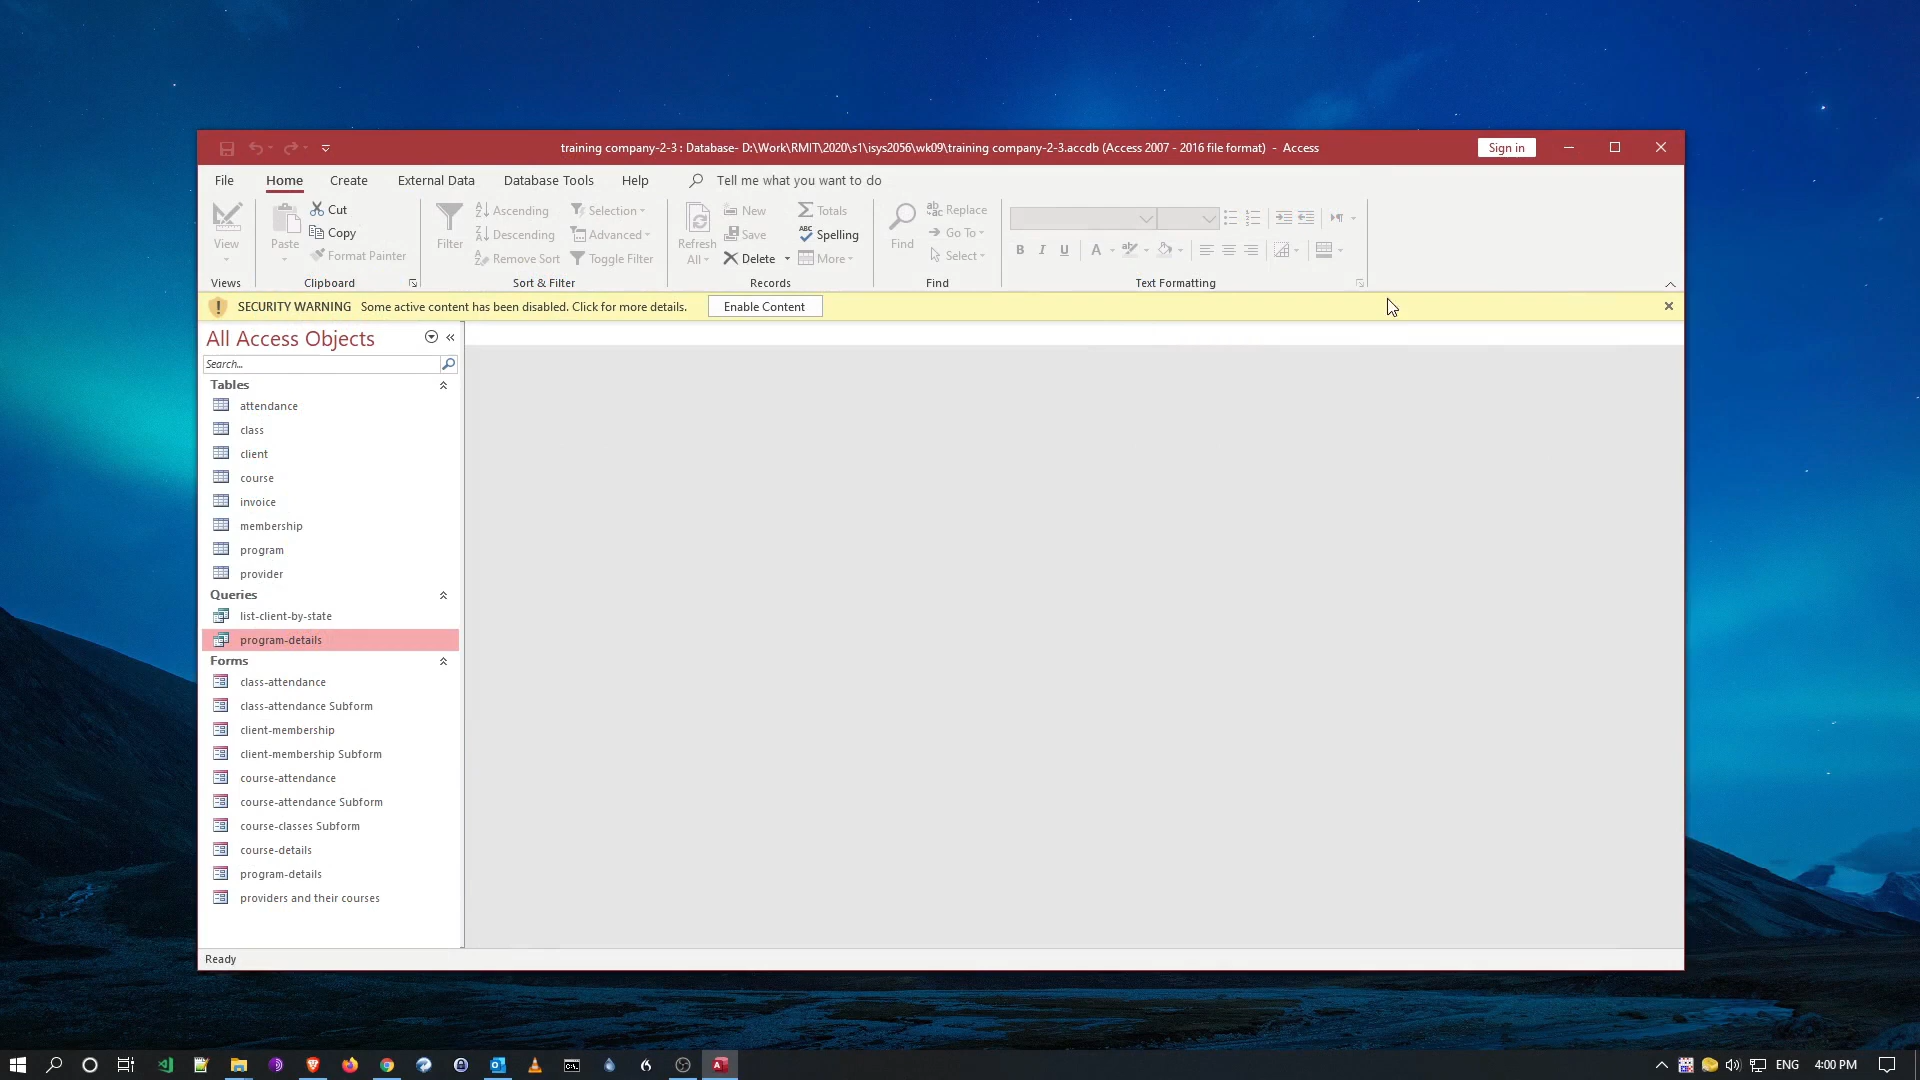 training company-2-3 : Database- D:\Work\RMIT\2020\s1\isys2056\wk09\training company-2-3.accdb (Access 2007 - 2016 file format)  -  Access
Sign in
File Home Create External Data Database Tools Help Tell me what you want to do
View
Views
Paste
Cut
Copy
Format Painter
Clipboard
Filter
Ascending
Descending
Remove Sort
Selection
Advanced
Toggle Filter
Sort & Filter
Refresh
All
New
Save
Delete
Totals
Spelling
More
Records
Find
Replace
Go To
Select
Find
B I U A
Text Formatting
SECURITY WARNING Some active content has been disabled. Click for more details. Enable Content
All Access Objects
Search...
Tables
attendance
class
client
course
invoice
membership
program
provider
Queries
list-client-by-state
program-details
Forms
class-attendance
class-attendance Subform
client-membership
client-membership Subform
course-attendance
course-attendance Subform
course-classes Subform
course-details
program-details
providers and their courses
Ready
ENG 4:00 PM